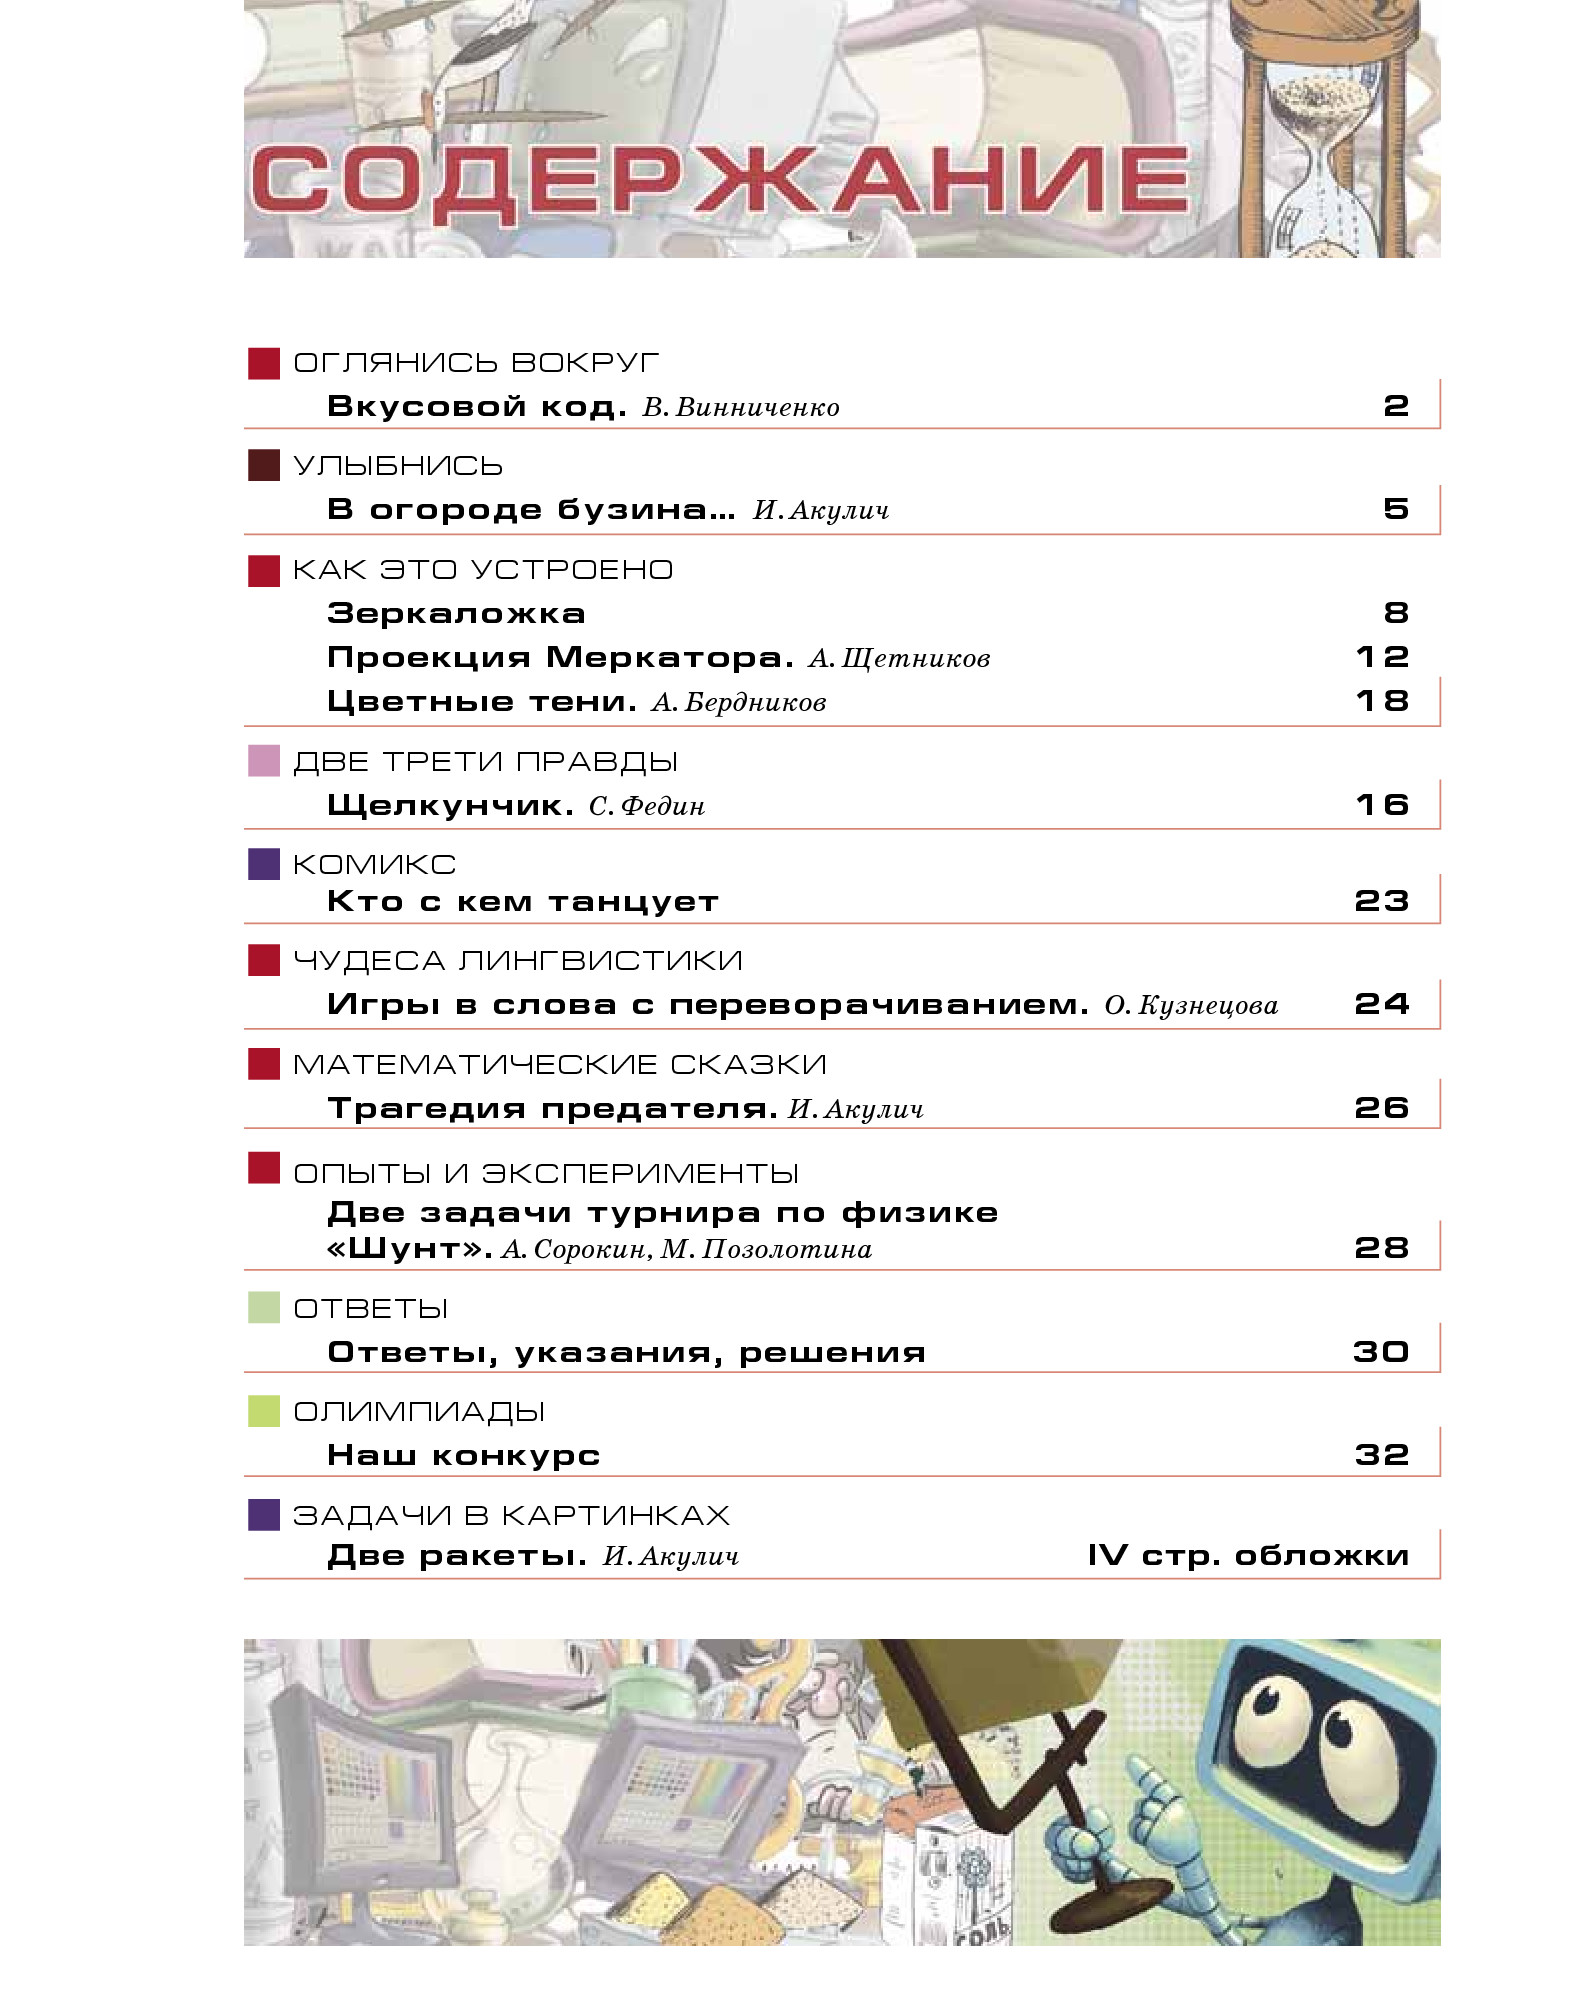 СОДЕРЖАНИЕ
ОГЛЯНИСЬ ВОКРУГ
Вкусовой код. В. Винниченко 2
УЛЫБНИСЬ
В огороде бузина... И. Акулич 5
КАК ЭТО УСТРОЕНО
Зеркаложка 8
Проекция Меркатора. А. Щетников 12
Цветные тени. А. Бердников 18
ДВЕ ТРЕТИ ПРАВДЫ
Щелкунчик. С. Федин 16
КОМИКС
Кто с кем танцует 23
ЧУДЕСА ЛИНГВИСТИКИ
Игры в слова с переворачиванием. О. Кузнецова 24
МАТЕМАТИЧЕСКИЕ СКАЗКИ
Трагедия предателя. И. Акулич 26
ОПЫТЫ И ЭКСПЕРИМЕНТЫ
Две задачи турнира по физике
«Шунт». А. Сорокин, М. Позолотина 28
ОТВЕТЫ
Ответы, указания, решения 30
ОЛИМПИАДЫ
Наш конкурс 32
ЗАДАЧИ В КАРТИНКАХ
Две ракеты. И. Акулич IV стр. обложки
СОЛЬ